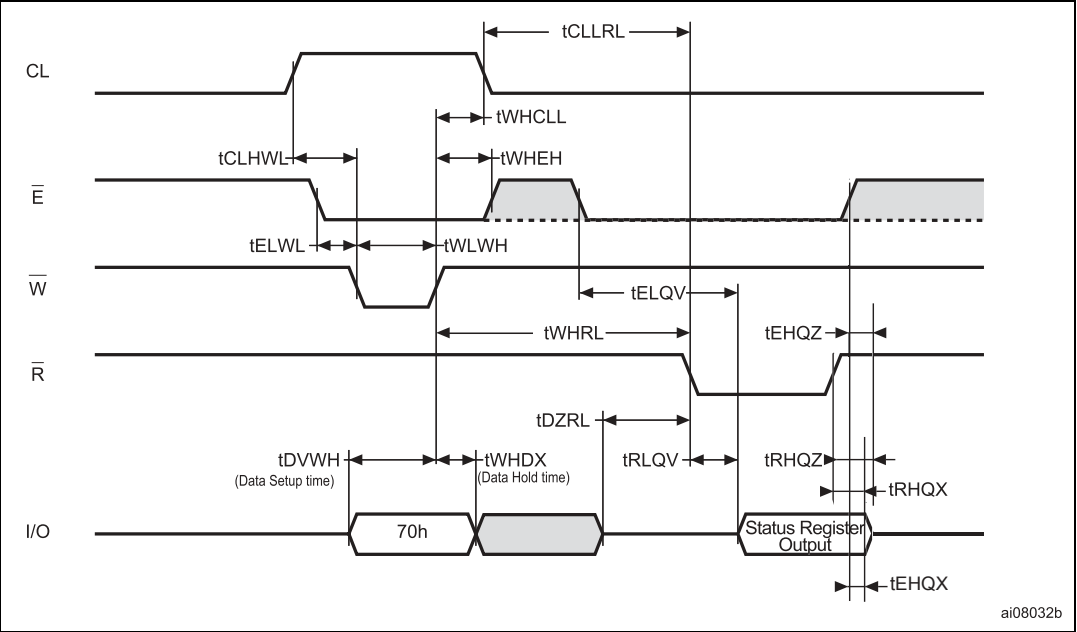 tCLLRL
CL
tWHCLL
tCLHWL
tWHEH
E
tELWL
tWLWH
W
tELQV
tWHRL
tEHQZ
R
tDZRL
tDVWH
(Data Setup time)
tWHDX
(Data Hold time)
tRLQV
tRHQZ
tRHQX
I/O
70h
Status Register
Output
tEHQX
ai08032b